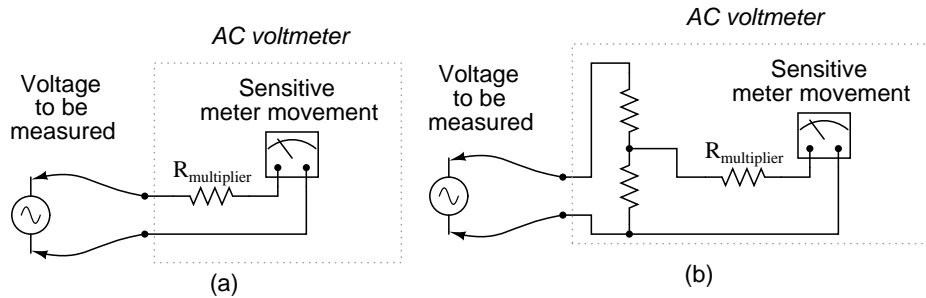 AC voltmeter
Voltage
to be
measured
Sensitive
meter movement
Rmultiplier
(a)
AC voltmeter
Voltage
to be
measured
Sensitive
meter movement
Rmultiplier
(b)